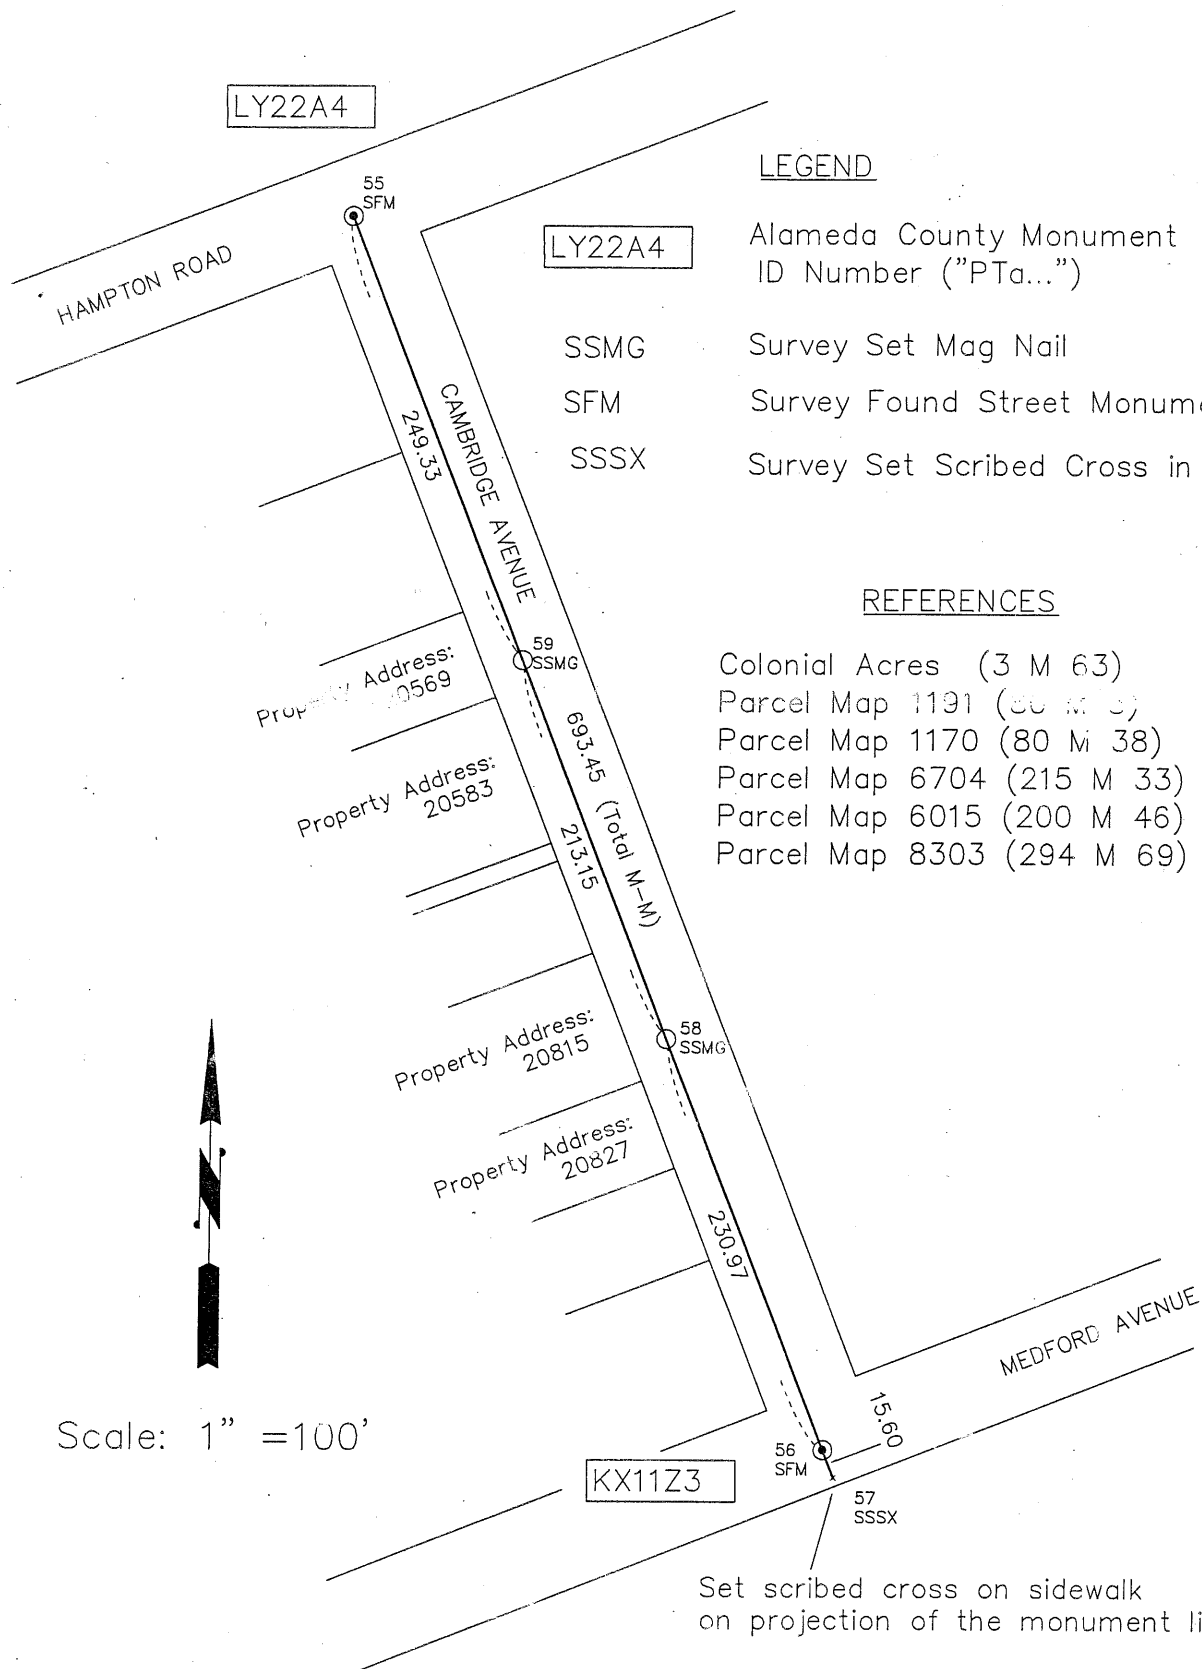 LY22A4
55
SFM
HAMPTON ROAD
LEGEND
LY22A4
Alameda County Monument
ID Number ("PTa...")
SSMG
Survey Set Mag Nail
SFM
Survey Found Street
SSSX
Survey Set Scribed Cross in
249.33
CAMBRIDGE AVENUE
59
SSMG
REFERENCES
Colonial Acres (3 M 63)
Parcel Map 1191
Parcel Map 1170 (80 M 38)
Parcel Map 6704 (215 M 33)
Parcel Map 6015 (200 M 46)
Parcel Map 8303 (294 M 69)
Property Address:
693.45 (Total M-M)
Property Address:
20583
213.15
58
SSMG
Property Address:
20815
Property Address:
20827
230.97
MEDFORD AVENUE
15.60
Scale: 1" =100'
56
SFM
KX11Z3
57
SSSX
Set scribed cross on sidewalk
on projection of the monument